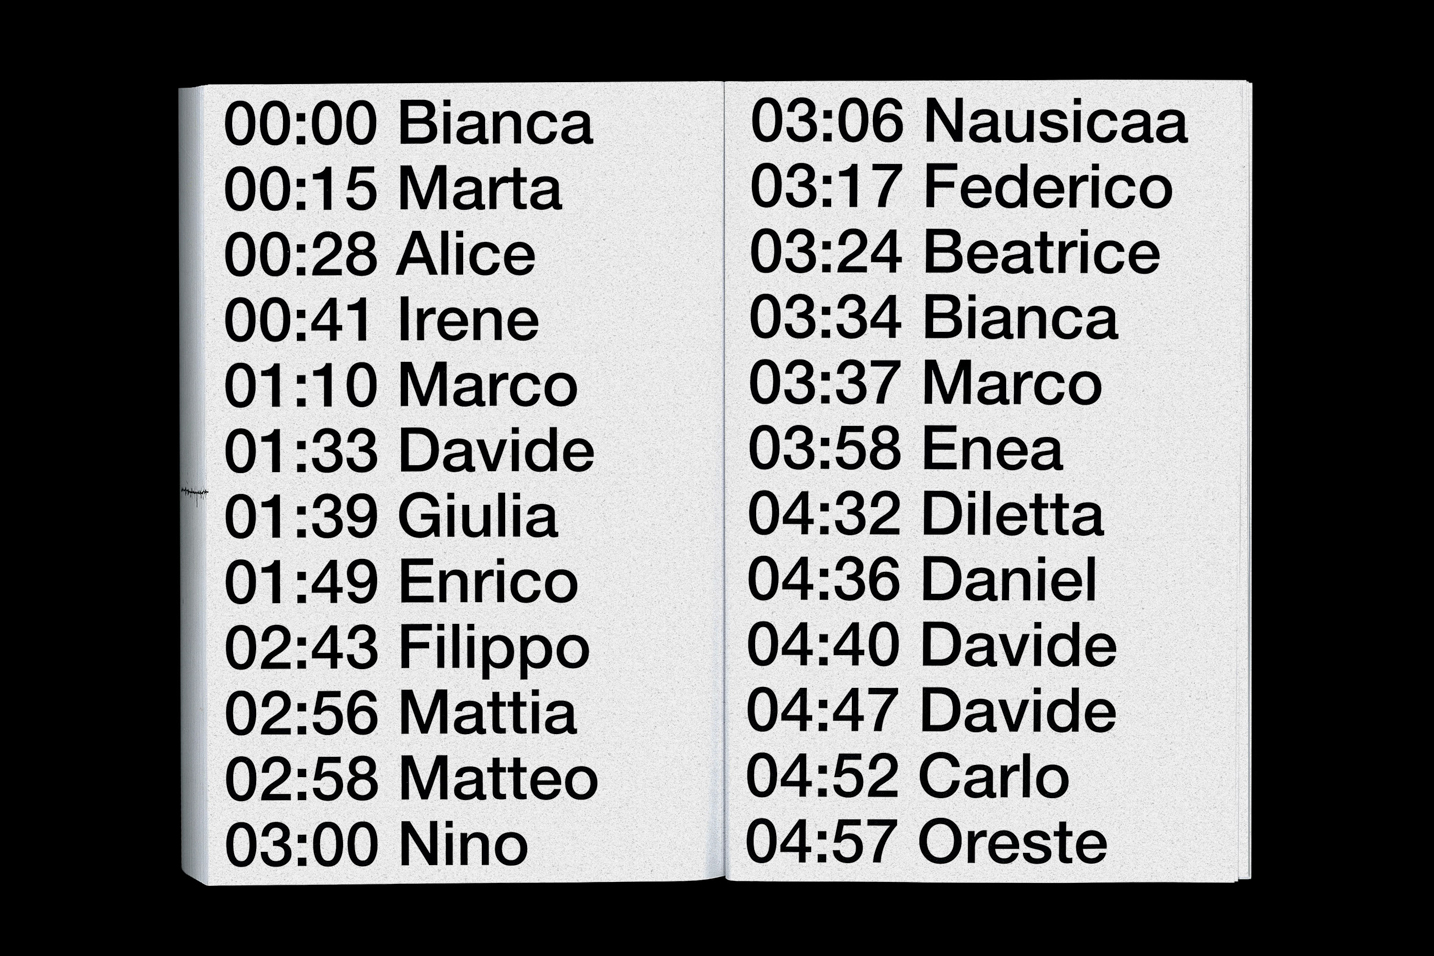 00:00 Bianca
00:15 Marta
00:28 Alice
00:41 Irene
01:10 Marco
01:33 Davide
01:39 Giulia
01:49 Enrico
02:43 Filippo
02:56 Mattia
02:58 Matteo
03:00 Nino
03:06 Nausicaa
03:17 Federico
03:24 Beatrice
03:34 Bianca
03:37 Marco
03:58 Enea
04:32 Diletta
04:36 Daniel
04:40 Davide
04:47 Davide
04:52 Carlo
04:57 Oreste